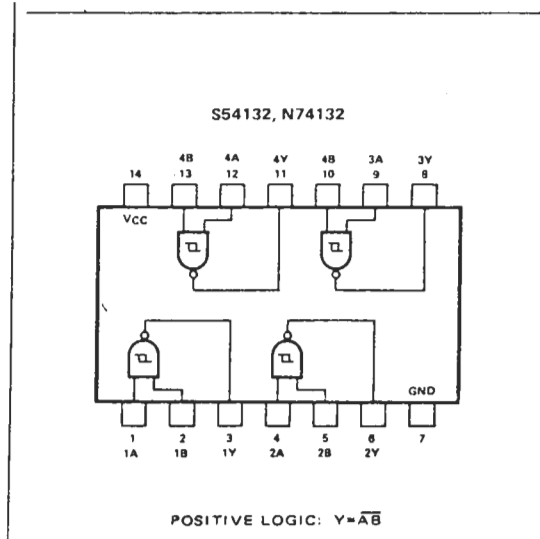 S54132, N74132
4B 4A 4Y 4B 3A 3Y
14 13 12 11 10 9 8
VCC
GND
1 2 3 4 5 6 7
1A 1B 1Y 2A 2B 2Y
POSITIVE LOGIC: Y=A̅B̅